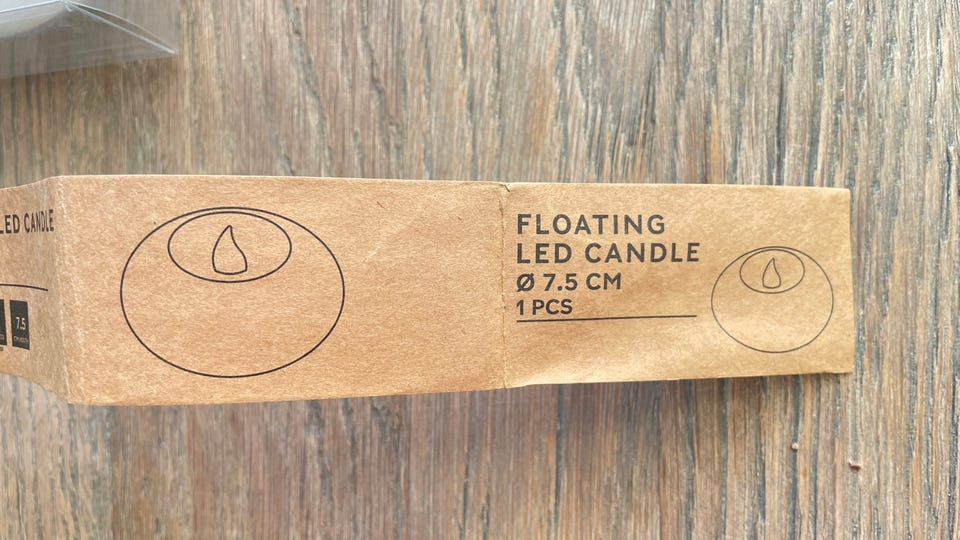 LED CANDLE
7.5
FLOATING
LED CANDLE
Ø 7.5 CM
1 PCS